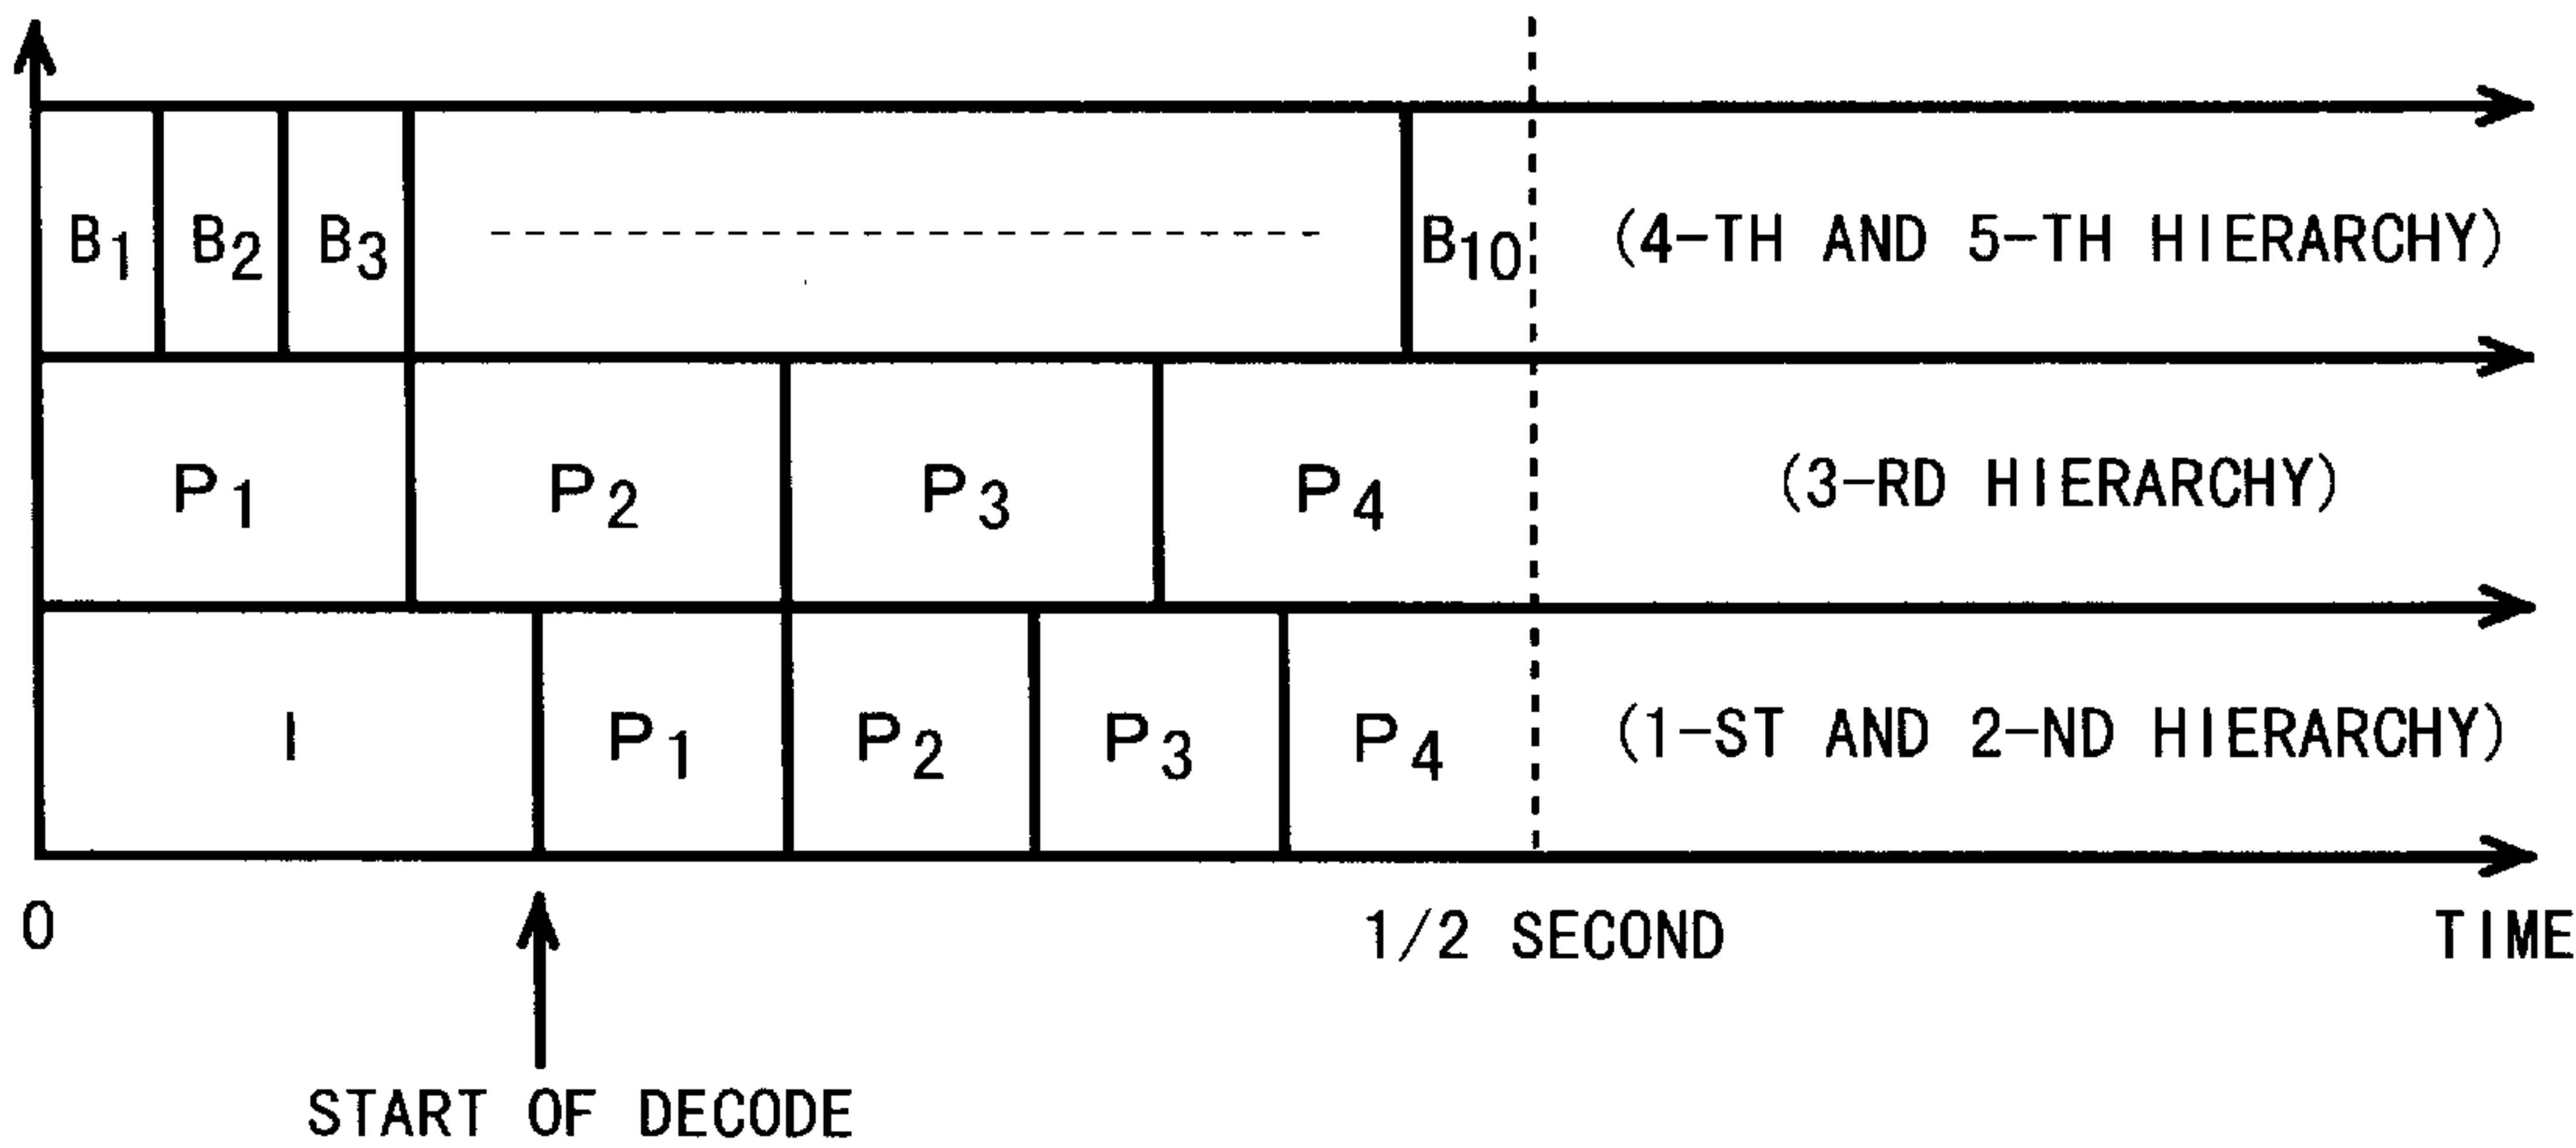 B1 B2 B3 B10 (4-TH AND 5-TH HIERARCHY)
P1 P2 P3 P4 (3-RD HIERARCHY)
I P1 P2 P3 P4 (1-ST AND 2-ND HIERARCHY)
0 1/2 SECOND TIME
START OF DECODE